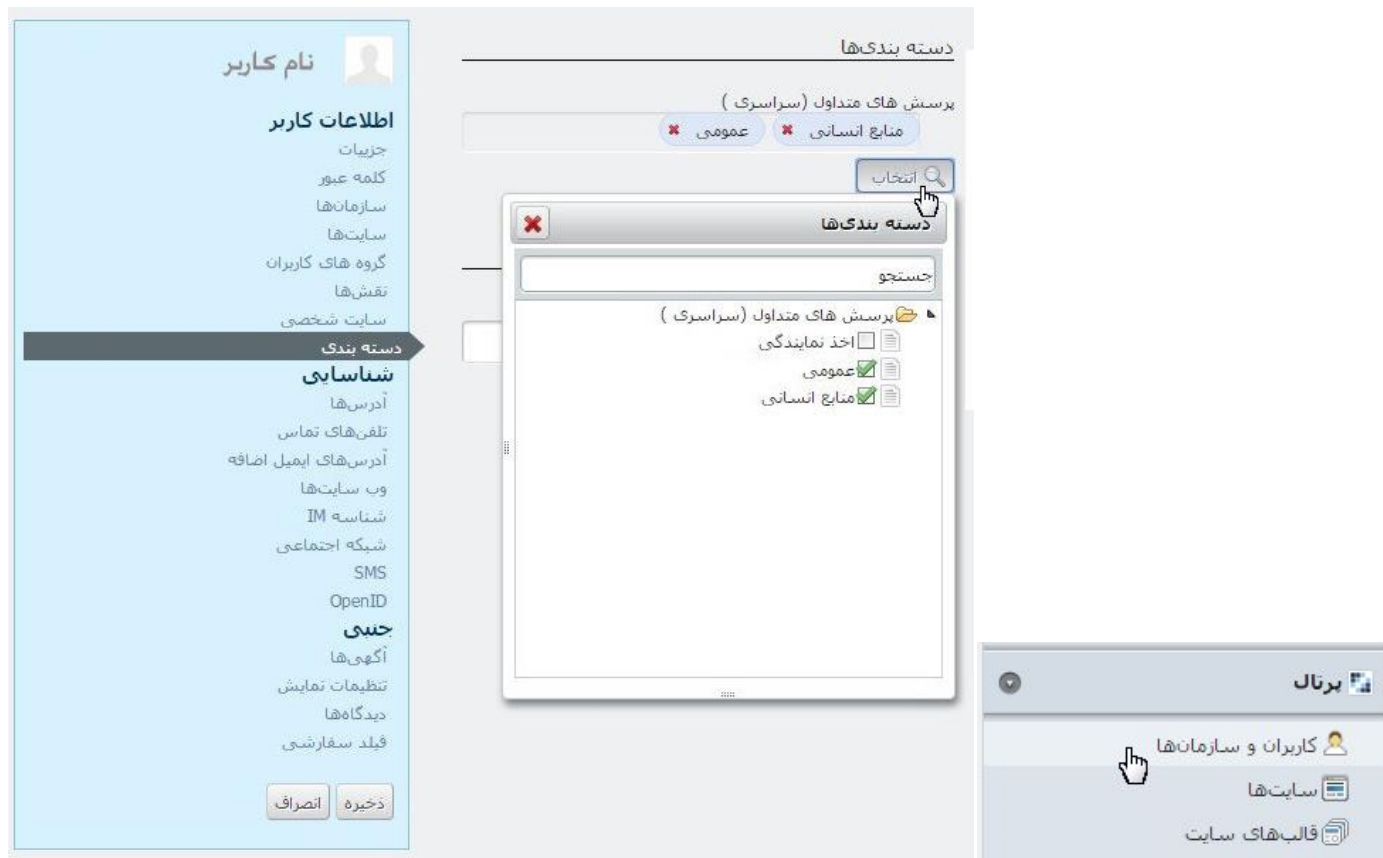 نام کاربر
اطلاعات کاربر
جزییات
کلمه عبور
سازمان‌ها
سایت‌ها
گروه های کاربران
نقش‌ها
سایت شخصی
دسته بندی
شناسایی
آدرس‌ها
تلفن‌های تماس
آدرس‌های ایمیل اضافه
وب سایت‌ها
شناسه IM
شبکه اجتماعی
SMS
OpenID
جنبی
آگهی‌ها
تنظیمات نمایش
دیدگاه‌ها
فیلد سفارشی
ذخیره انصراف
دسته بندی‌ها
پرسش های متداول (سراسری )
منابع انسانی عمومی
انتخاب
دسته بندی‌ها
جستجو
پرسش های متداول (سراسری )
اخذ نمایندگی
عمومی
منابع انسانی
پرتال
کاربران و سازمان‌ها
سایت‌ها
قالب‌های سایت